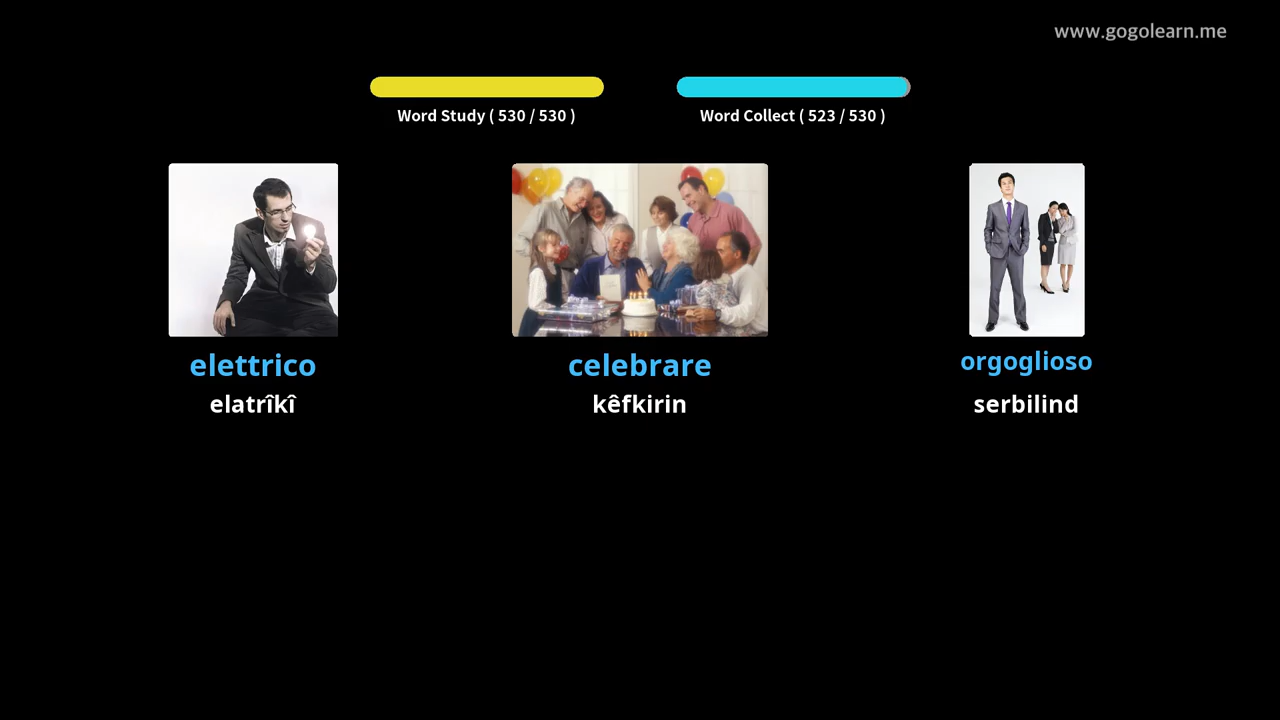 www.gogolearn.me
Word Study ( 530 / 530 )
Word Collect ( 523 / 530 )
elettrico
elatrîkî
celebrare
kêfkirin
orgoglioso
serbilind